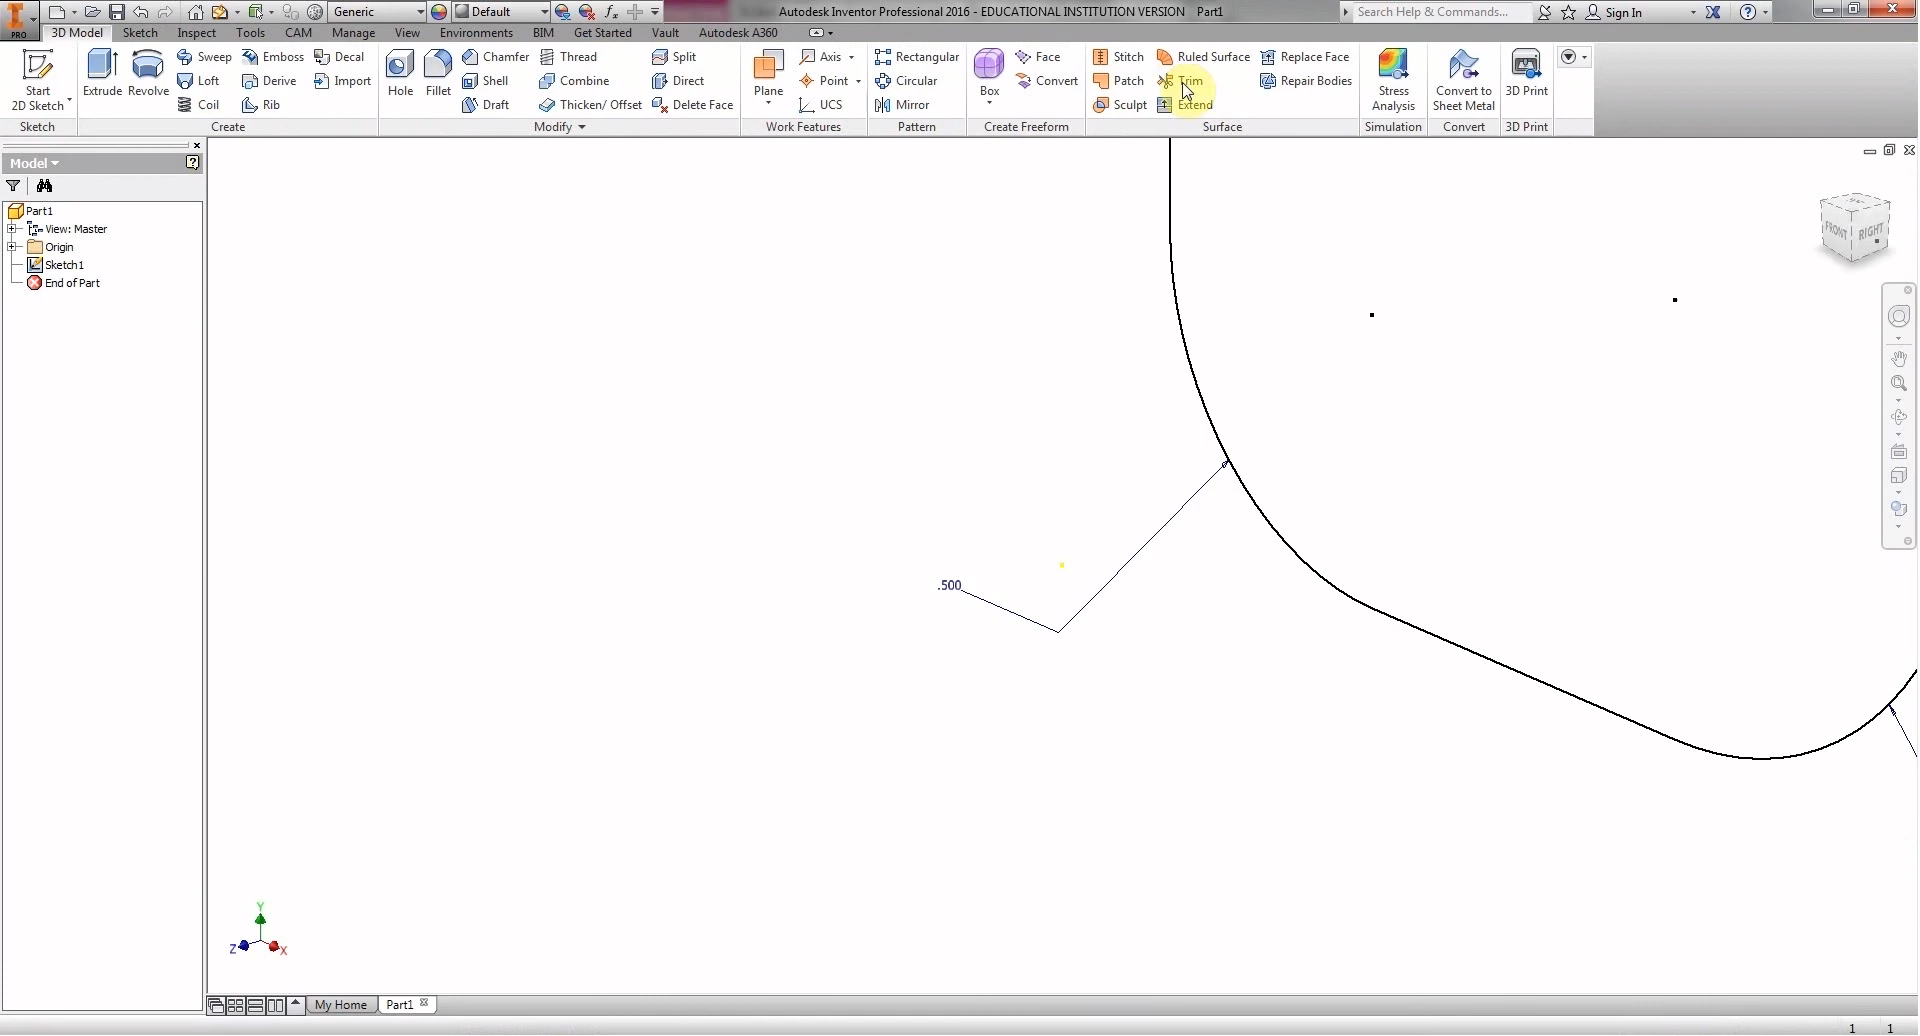 Generic
Default
Autodesk Inventor Professional 2016 - EDUCATIONAL INSTITUTION VERSION Part1
Search Help & Commands...
Sign In
PRO
3D Model Sketch Inspect Tools CAM Manage View Environments BIM Get Started Vault Autodesk A360
Start
2D Sketch
Sketch
Extrude Revolve
Sweep Emboss Decal
Loft Derive Import
Coil Rib
Create
Hole Fillet
Chamfer Thread Split
Shell Combine Direct
Draft Thicken/ Offset Delete Face
Modify
Plane
Axis
Point
UCS
Work Features
Rectangular
Circular
Mirror
Pattern
Box
Face
Convert
Create Freeform
Stitch Ruled Surface Replace Face
Patch Trim Repair Bodies
Sculpt Extend
Surface
Stress
Analysis
Simulation
Convert to
Sheet Metal
Convert
3D Print
3D Print
Model
Part1
View: Master
Origin
Sketch1
End of Part
FRONT RIGHT
.500
Y
Z X
My Home Part1
1 1